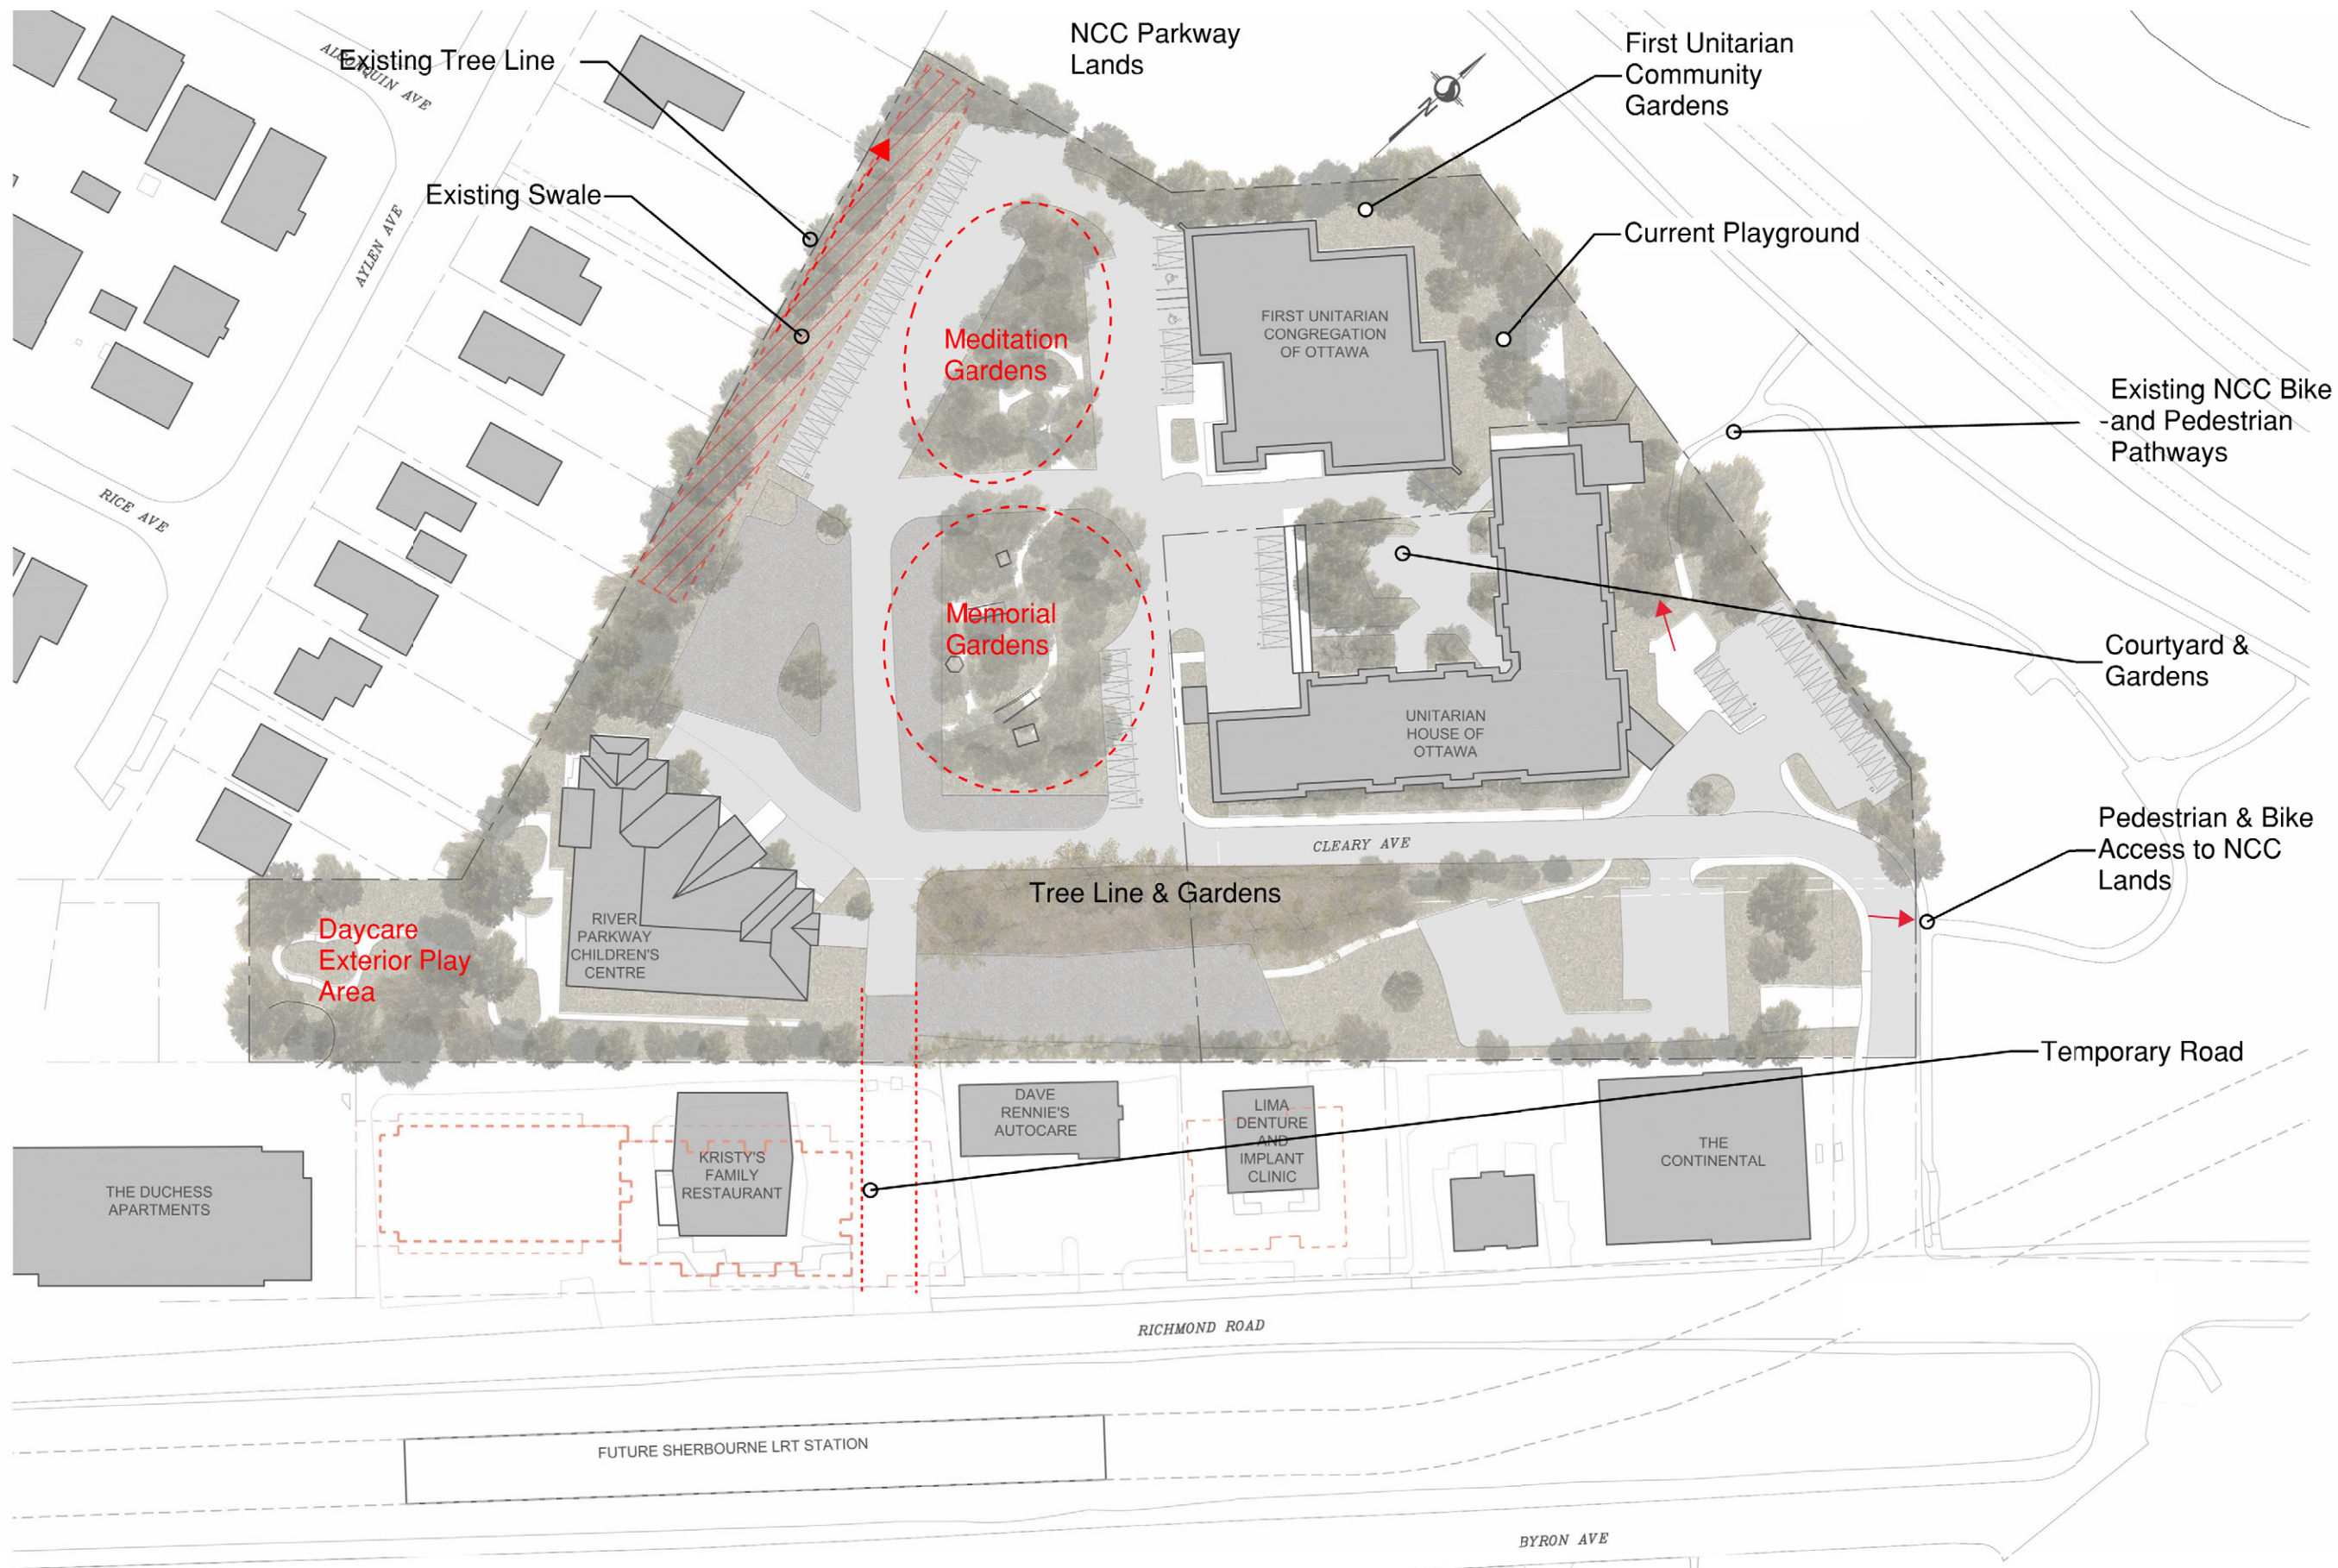 NCC Parkway
Lands
First Unitarian
Community
Gardens
Existing Tree Line
ALGONQUIN AVE
N
Existing Swale
AYLEN AVE
Current Playground
FIRST UNITARIAN
CONGREGATION
OF OTTAWA
Meditation
Gardens
Existing NCC Bike
and Pedestrian
Pathways
RICE AVE
Memorial
Gardens
Courtyard &
Gardens
UNITARIAN
HOUSE OF
OTTAWA
Pedestrian & Bike
Access to NCC
Lands
CLEARY AVE
Tree Line & Gardens
RIVER
PARKWAY
CHILDREN'S
CENTRE
Daycare
Exterior Play
Area
Temporary Road
DAVE
RENNIE'S
AUTOCARE
LIMA
DENTURE
AND
IMPLANT
CLINIC
THE
CONTINENTAL
KRISTY'S
FAMILY
RESTAURANT
THE DUCHESS
APARTMENTS
RICHMOND ROAD
FUTURE SHERBOURNE LRT STATION
BYRON AVE